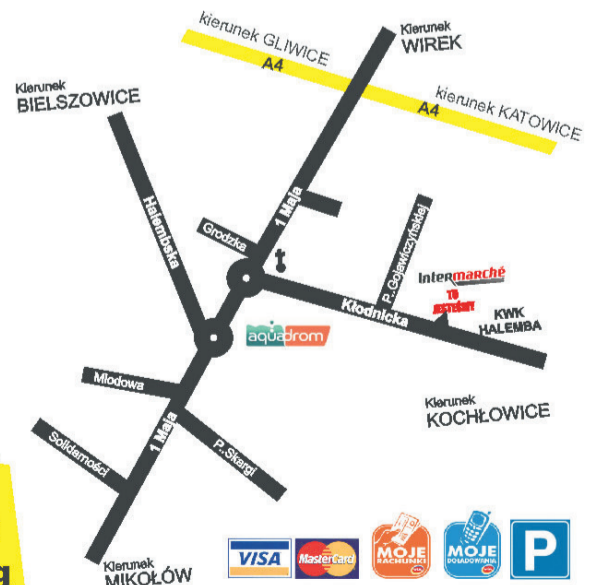 kierunek GLIWICE
A4
Kierunek
WIREK
kierunek KATOWICE
A4
Kierunek
BIELSZOWICE
Halembska
1 Maja
Grodzka
P..Gojawiczyńskiej
Intermarché
TU
JESTEŚMY
Kłodnicka
KWK
HALEMBA
aquadrom
Kierunek
KOCHŁOWICE
Miodowa
1 Maja
P..Skargi
Solidarności
Kierunek
MIKOŁÓW
g
VISA
MasterCard
MOJE
RACHUNKI
MOJE
DOŁADOWANIA
P